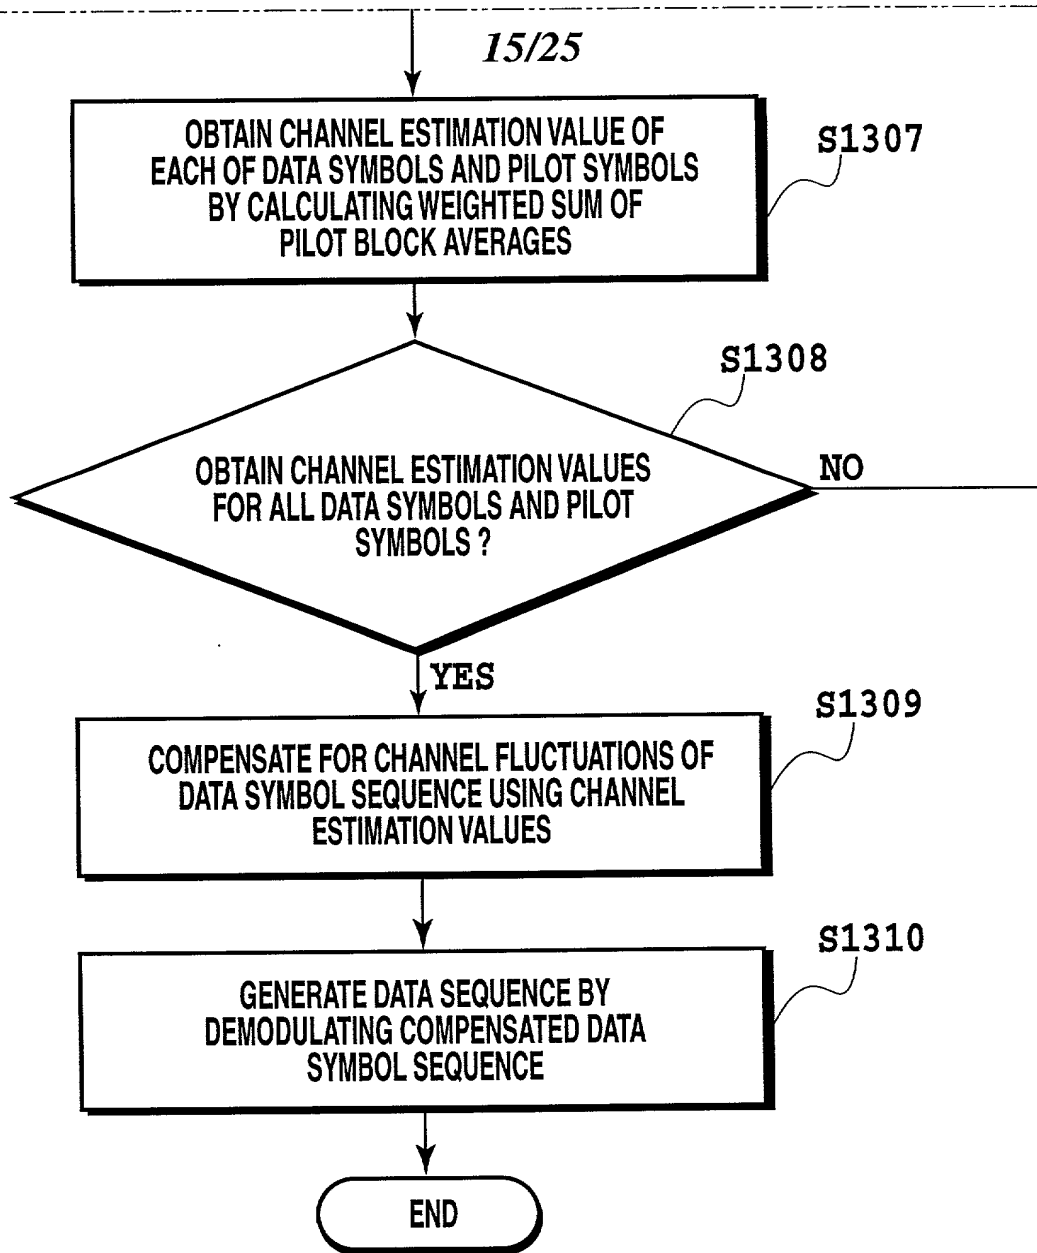 15/25
OBTAIN CHANNEL ESTIMATION VALUE OF
EACH OF DATA SYMBOLS AND PILOT SYMBOLS
BY CALCULATING WEIGHTED SUM OF
PILOT BLOCK AVERAGES
S1307
S1308
OBTAIN CHANNEL ESTIMATION VALUES
FOR ALL DATA SYMBOLS AND PILOT
SYMBOLS ?
NO
YES
S1309
COMPENSATE FOR CHANNEL FLUCTUATIONS OF
DATA SYMBOL SEQUENCE USING CHANNEL
ESTIMATION VALUES
S1310
GENERATE DATA SEQUENCE BY
DEMODULATING COMPENSATED DATA
SYMBOL SEQUENCE
END